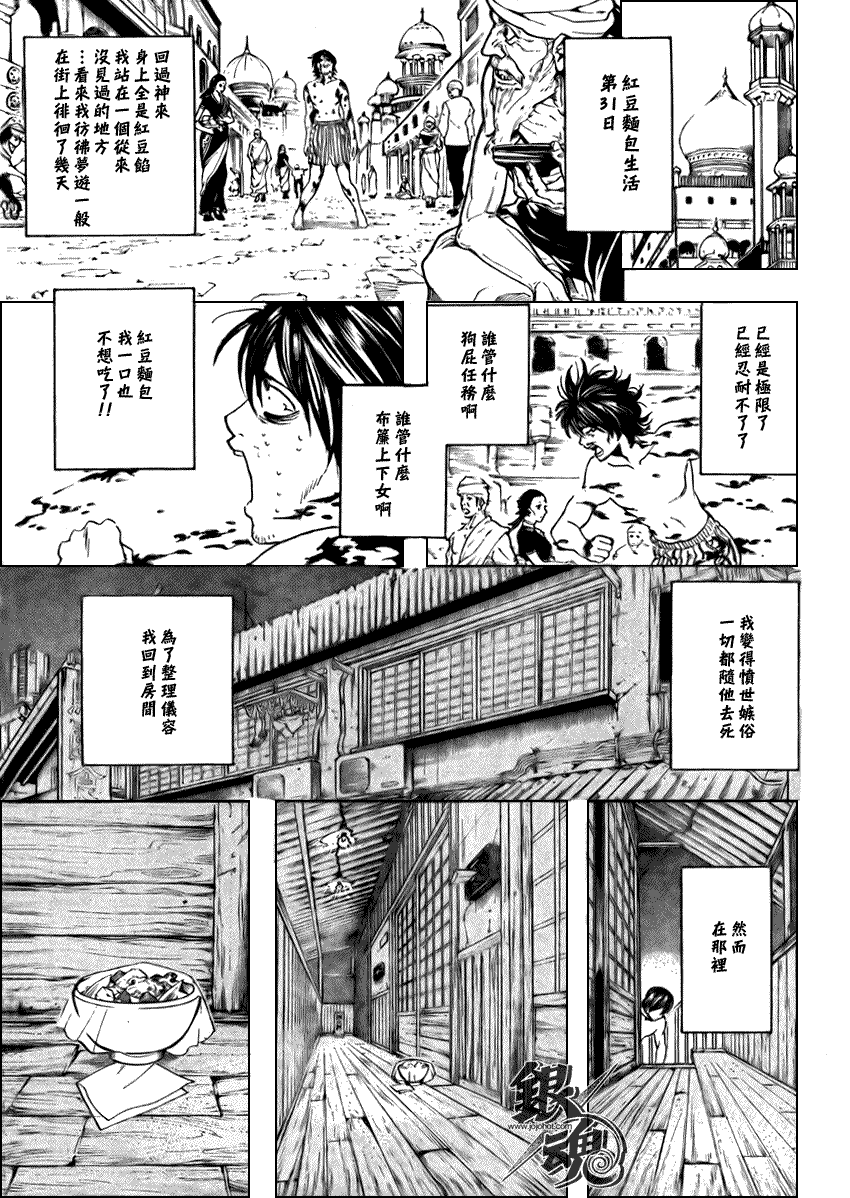 紅豆麵包生活
第31日
回過神來
身上全是紅豆餡
我站在一個從來
沒見過的地方
…看來我彷彿夢遊一般
在街上徘徊了幾天
已經是極限了
已經忍耐不了了
誰管什麼
狗屁任務啊
誰管什麼
布簾上下女啊
紅豆麵包
我一口也
不想吃了!!
我變得憤世嫉俗
一切都隨他去死
為了整理儀容
我回到房間
然而
在那裡
銀魂
www.jojohot.com